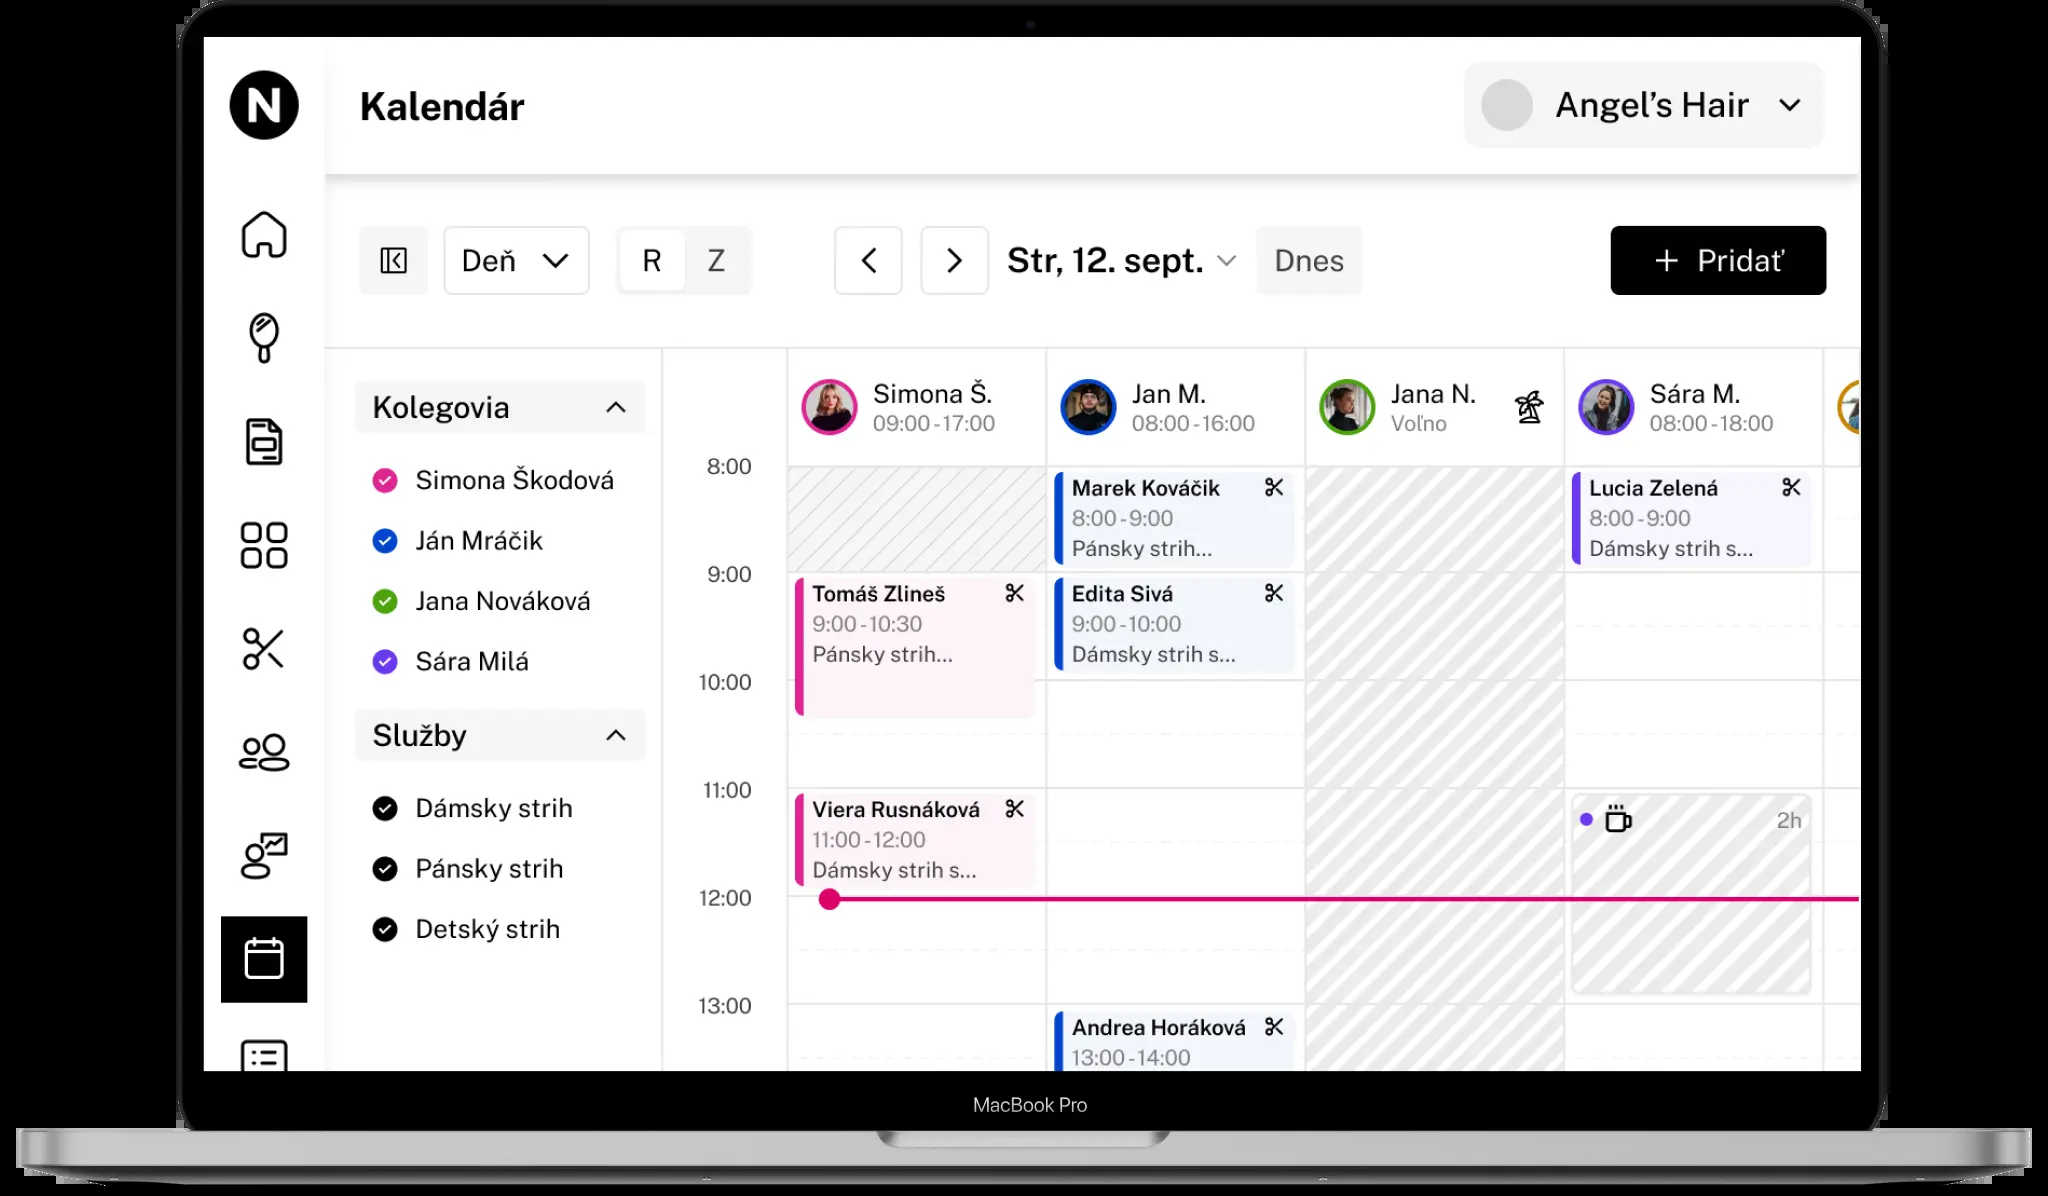 N
Kalendár
Angel’s Hair
Deň
R
Z
Str, 12. sept.
Dnes
+ Pridať
Kolegovia
Simona Škodová
Ján Mráčik
Jana Nováková
Sára Milá
Služby
Dámsky strih
Pánsky strih
Detský strih
Simona Š.
09:00-17:00
Jan M.
08:00-16:00
Jana N.
Voľno
Sára M.
08:00-18:00
8:00
9:00
10:00
11:00
12:00
13:00
Tomáš Zlineš
9:00-10:30
Pánsky strih...
Viera Rusnáková
11:00-12:00
Dámsky strih s...
Marek Kováčik
8:00-9:00
Pánsky strih...
Edita Sivá
9:00-10:00
Dámsky strih s...
Andrea Horáková
13:00-14:00
Lucia Zelená
8:00-9:00
Dámsky strih s...
2h
MacBook Pro